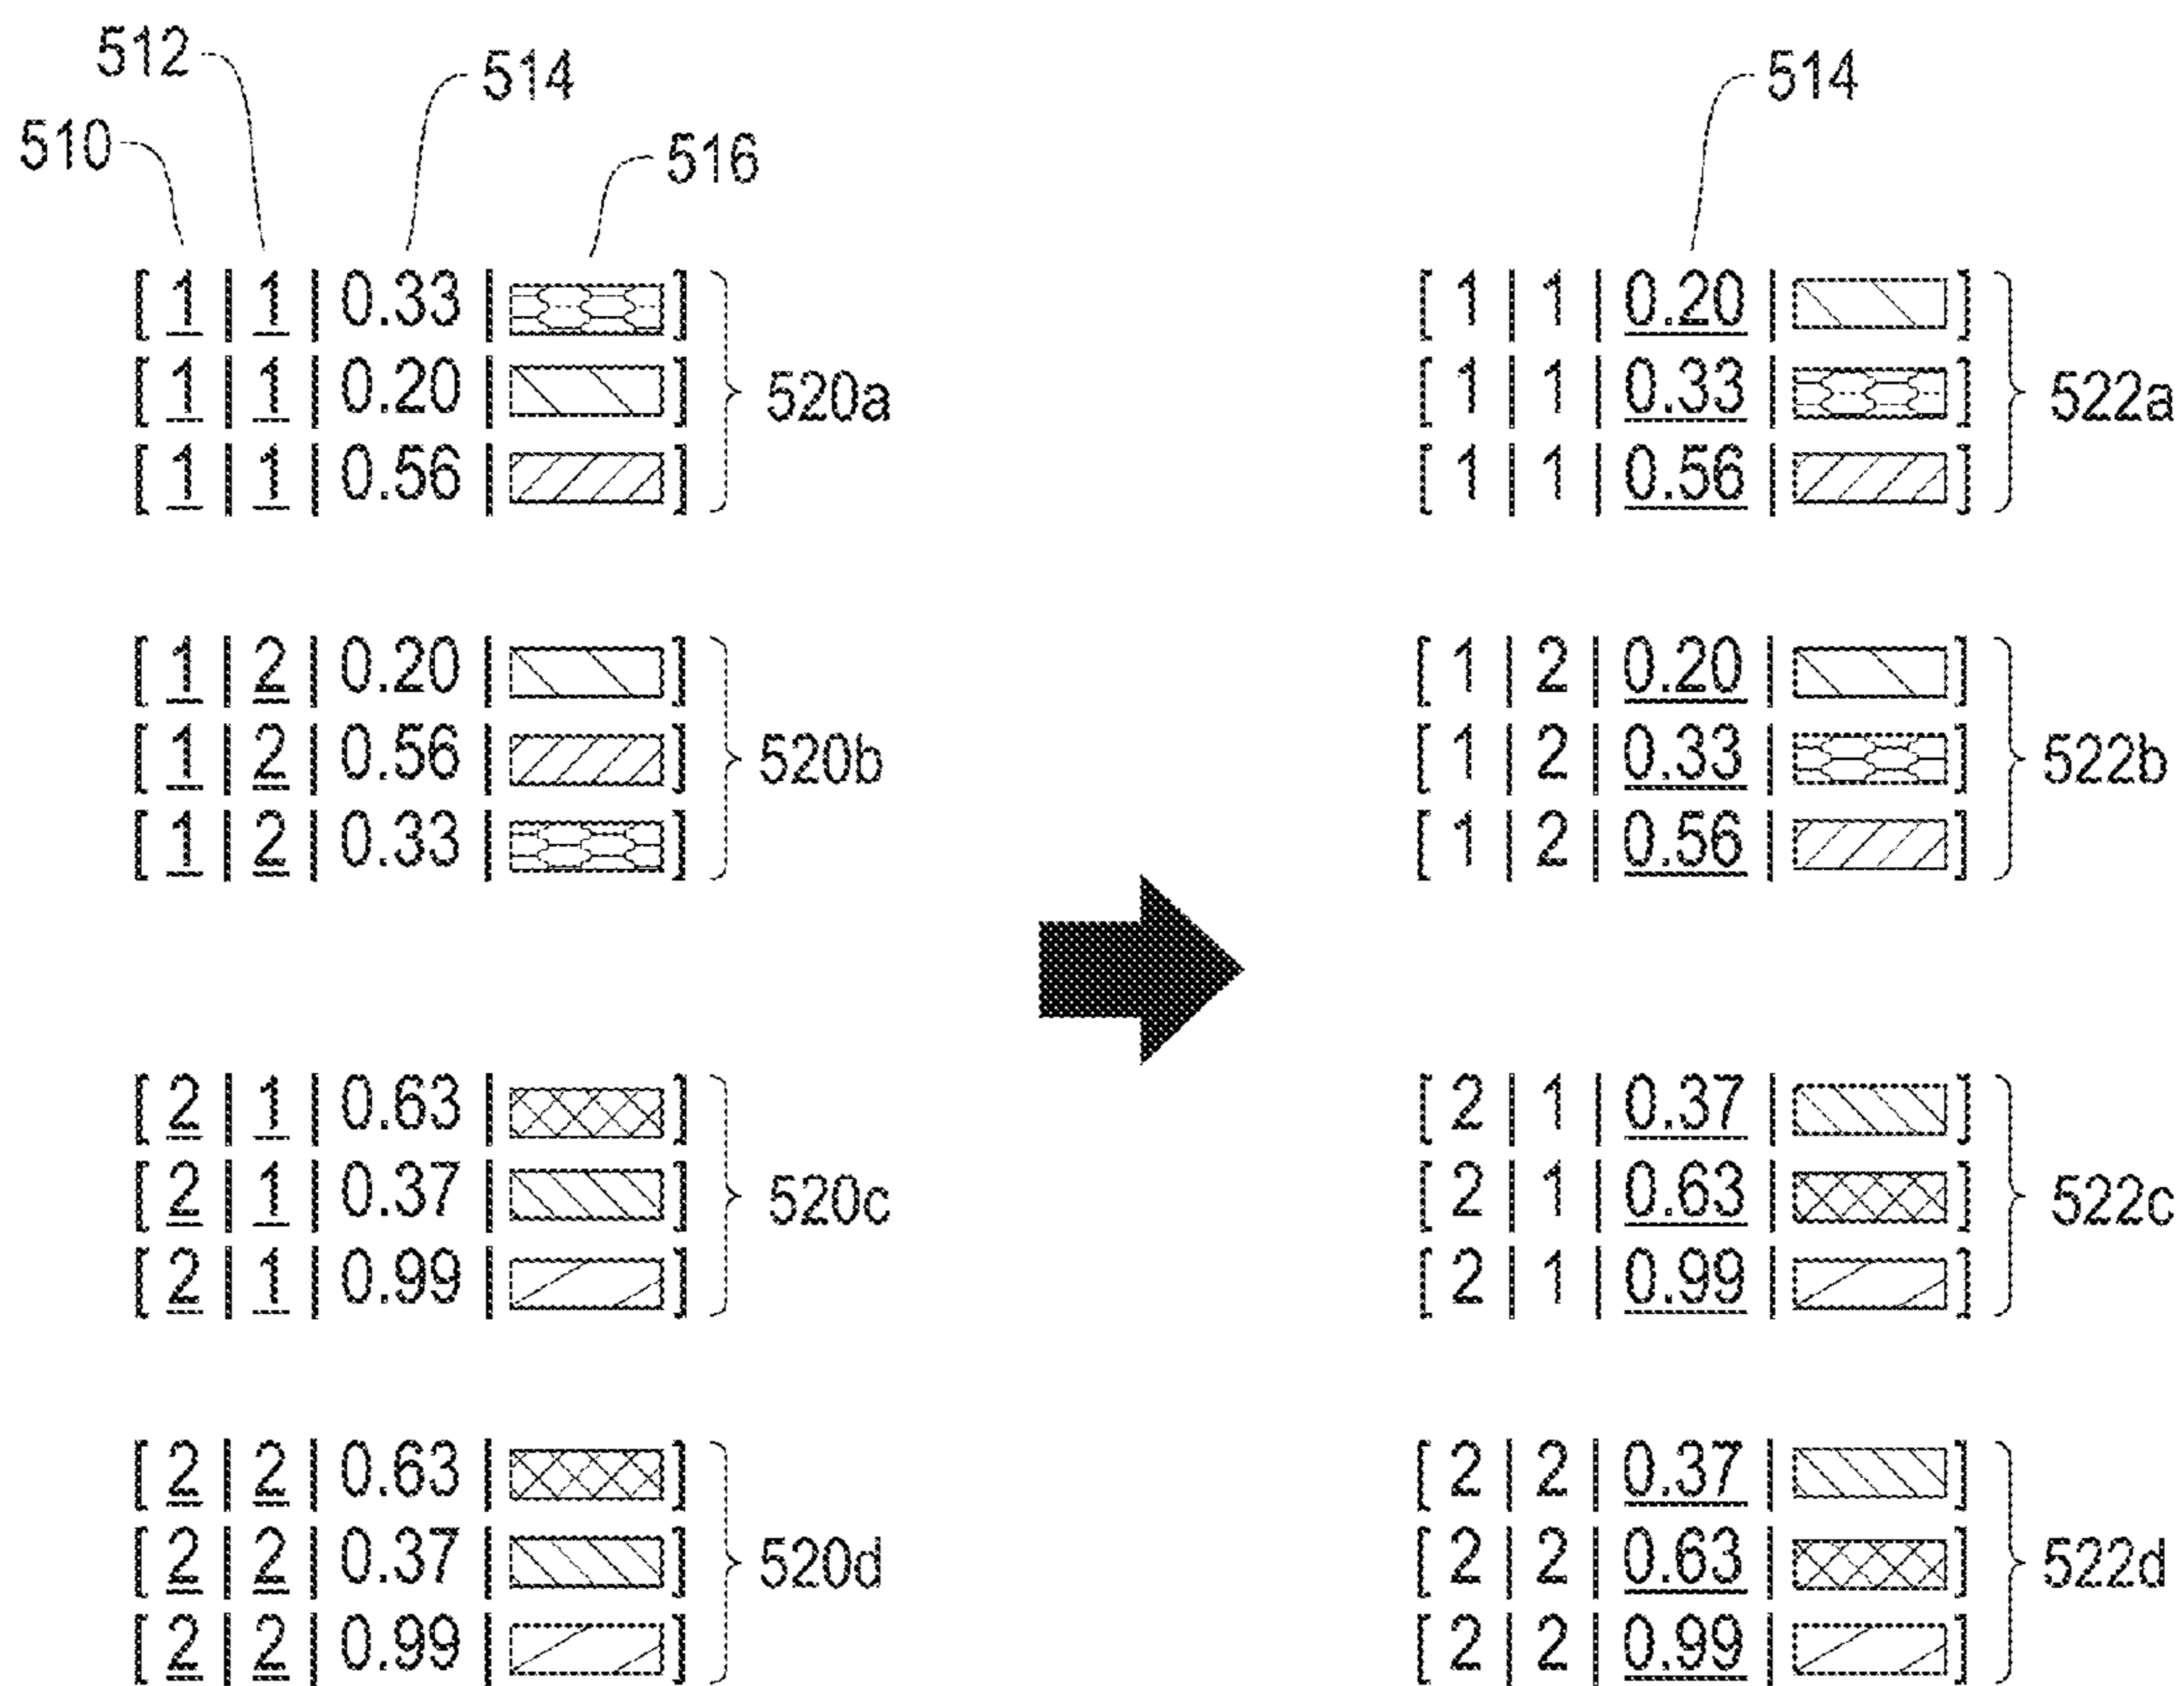 512
514
514
510
516
[ 1 | 1 | 0.33 | ]
[ 1 | 1 | 0.20 | ]
[ 1 | 1 | 0.56 | ]
520a
[ 1 | 1 | 0.20 | ]
[ 1 | 1 | 0.33 | ]
[ 1 | 1 | 0.56 | ]
522a
[ 1 | 2 | 0.20 | ]
[ 1 | 2 | 0.56 | ]
[ 1 | 2 | 0.33 | ]
520b
[ 1 | 2 | 0.20 | ]
[ 1 | 2 | 0.33 | ]
[ 1 | 2 | 0.56 | ]
522b
[ 2 | 1 | 0.63 | ]
[ 2 | 1 | 0.37 | ]
[ 2 | 1 | 0.99 | ]
520c
[ 2 | 1 | 0.37 | ]
[ 2 | 1 | 0.63 | ]
[ 2 | 1 | 0.99 | ]
522c
[ 2 | 2 | 0.63 | ]
[ 2 | 2 | 0.37 | ]
[ 2 | 2 | 0.99 | ]
520d
[ 2 | 2 | 0.37 | ]
[ 2 | 2 | 0.63 | ]
[ 2 | 2 | 0.99 | ]
522d